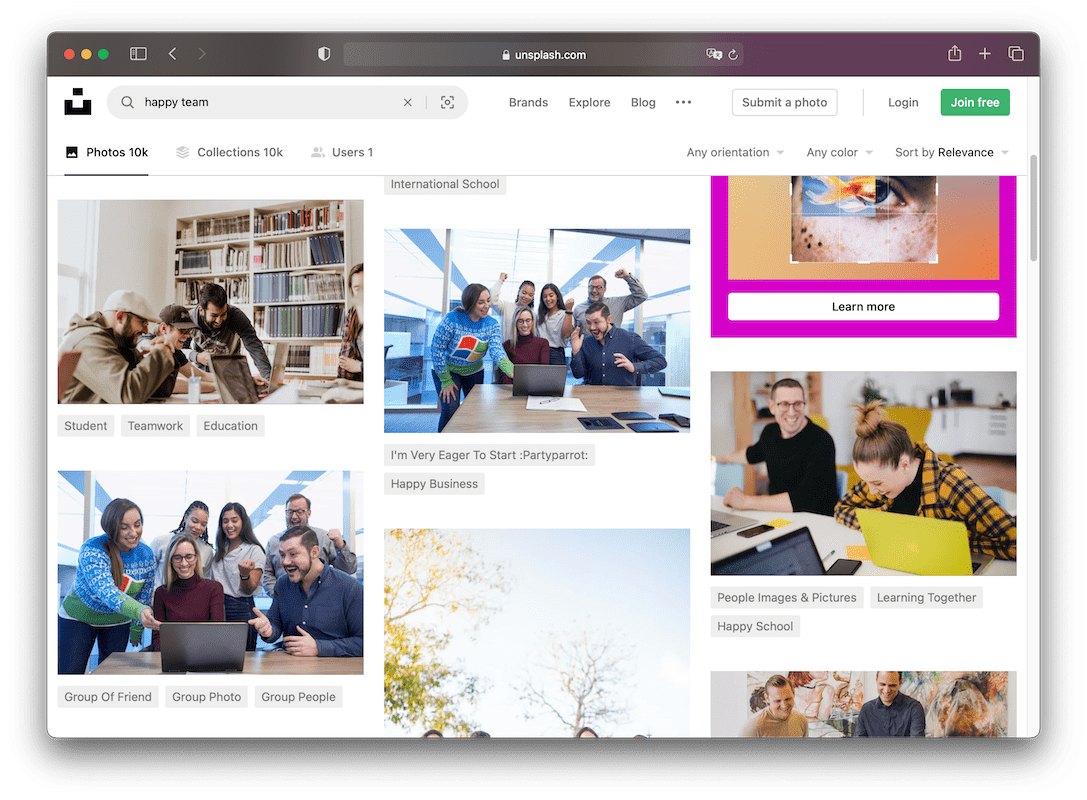 unsplash.com
happy team
Brands
Explore
Blog
Submit a photo
Login
Join free
Photos 10k
Collections 10k
Users 1
Any orientation
Any color
Sort by Relevance
International School
Learn more
Student
Teamwork
Education
I'm Very Eager To Start :Partyparrot:
Happy Business
People Images & Pictures
Learning Together
Happy School
Group Of Friend
Group Photo
Group People